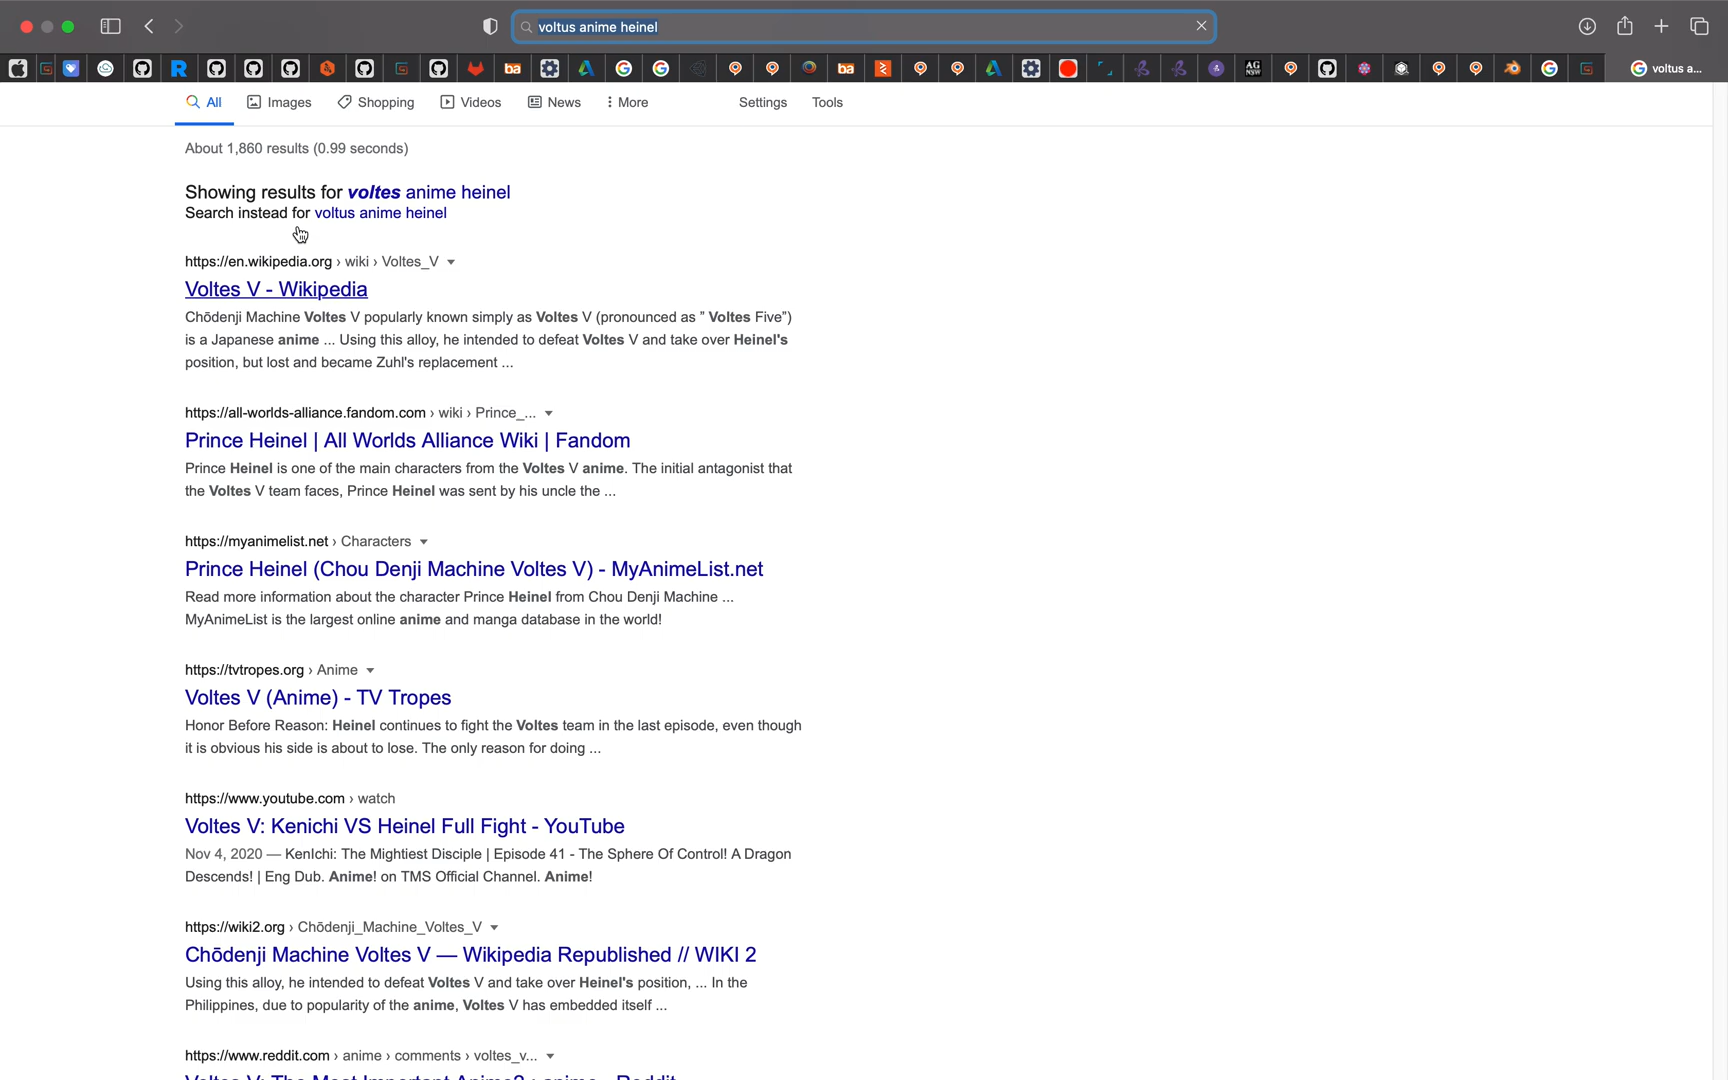 voltus anime heinel
voltus a...
All Images Shopping Videos News More Settings Tools
About 1,860 results (0.99 seconds)
Showing results for voltes anime heinel
Search instead for voltus anime heinel
https://en.wikipedia.org › wiki › Voltes_V
Voltes V - Wikipedia
Chōdenji Machine Voltes V popularly known simply as Voltes V (pronounced as " Voltes Five")
is a Japanese anime ... Using this alloy, he intended to defeat Voltes V and take over Heinel's
position, but lost and became Zuhl's replacement ...
https://all-worlds-alliance.fandom.com › wiki › Prince_...
Prince Heinel | All Worlds Alliance Wiki | Fandom
Prince Heinel is one of the main characters from the Voltes V anime. The initial antagonist that
the Voltes V team faces, Prince Heinel was sent by his uncle the ...
https://myanimelist.net › Characters
Prince Heinel (Chou Denji Machine Voltes V) - MyAnimeList.net
Read more information about the character Prince Heinel from Chou Denji Machine ...
MyAnimeList is the largest online anime and manga database in the world!
https://tvtropes.org › Anime
Voltes V (Anime) - TV Tropes
Honor Before Reason: Heinel continues to fight the Voltes team in the last episode, even though
it is obvious his side is about to lose. The only reason for doing ...
https://www.youtube.com › watch
Voltes V: Kenichi VS Heinel Full Fight - YouTube
Nov 4, 2020 — KenIchi: The Mightiest Disciple | Episode 41 - The Sphere Of Control! A Dragon
Descends! | Eng Dub. Anime! on TMS Official Channel. Anime!
https://wiki2.org › Chōdenji_Machine_Voltes_V
Chōdenji Machine Voltes V — Wikipedia Republished // WIKI 2
Using this alloy, he intended to defeat Voltes V and take over Heinel's position, ... In the
Philippines, due to popularity of the anime, Voltes V has embedded itself ...
https://www.reddit.com › anime › comments › voltes_v...
Voltes V: The Most Important Anime? : anime - Reddit